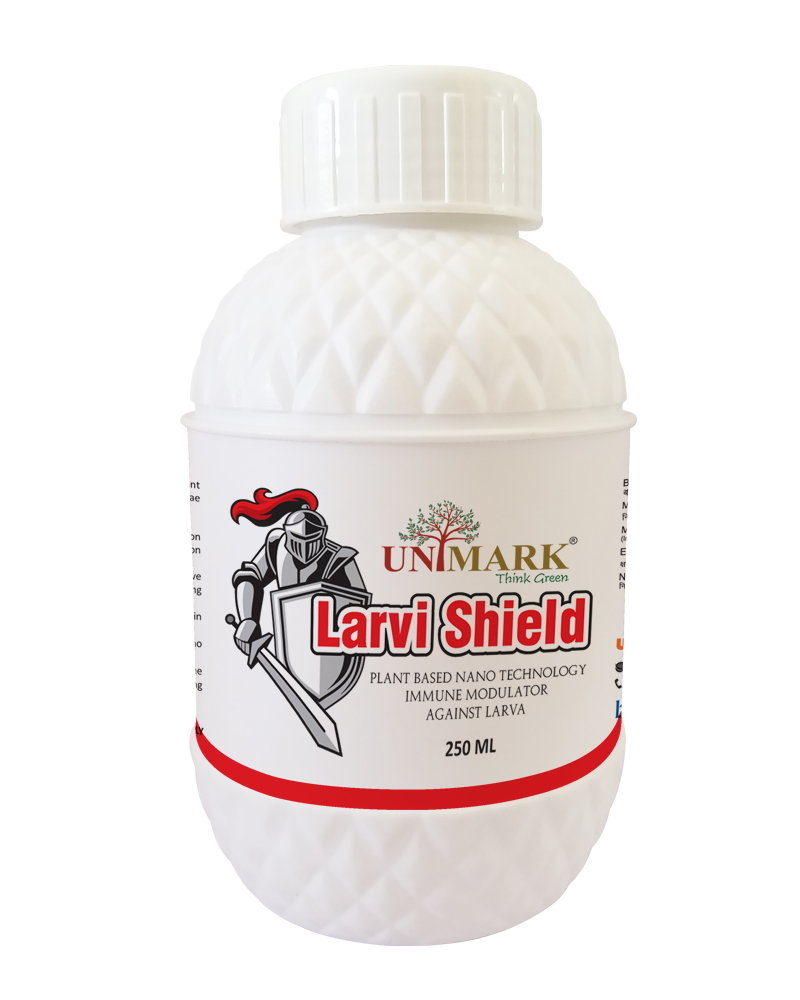 UNIMARK®
Think Green
Larvi Shield
PLANT BASED NANO TECHNOLOGY
IMMUNE MODULATOR
AGAINST LARVA
250 ML